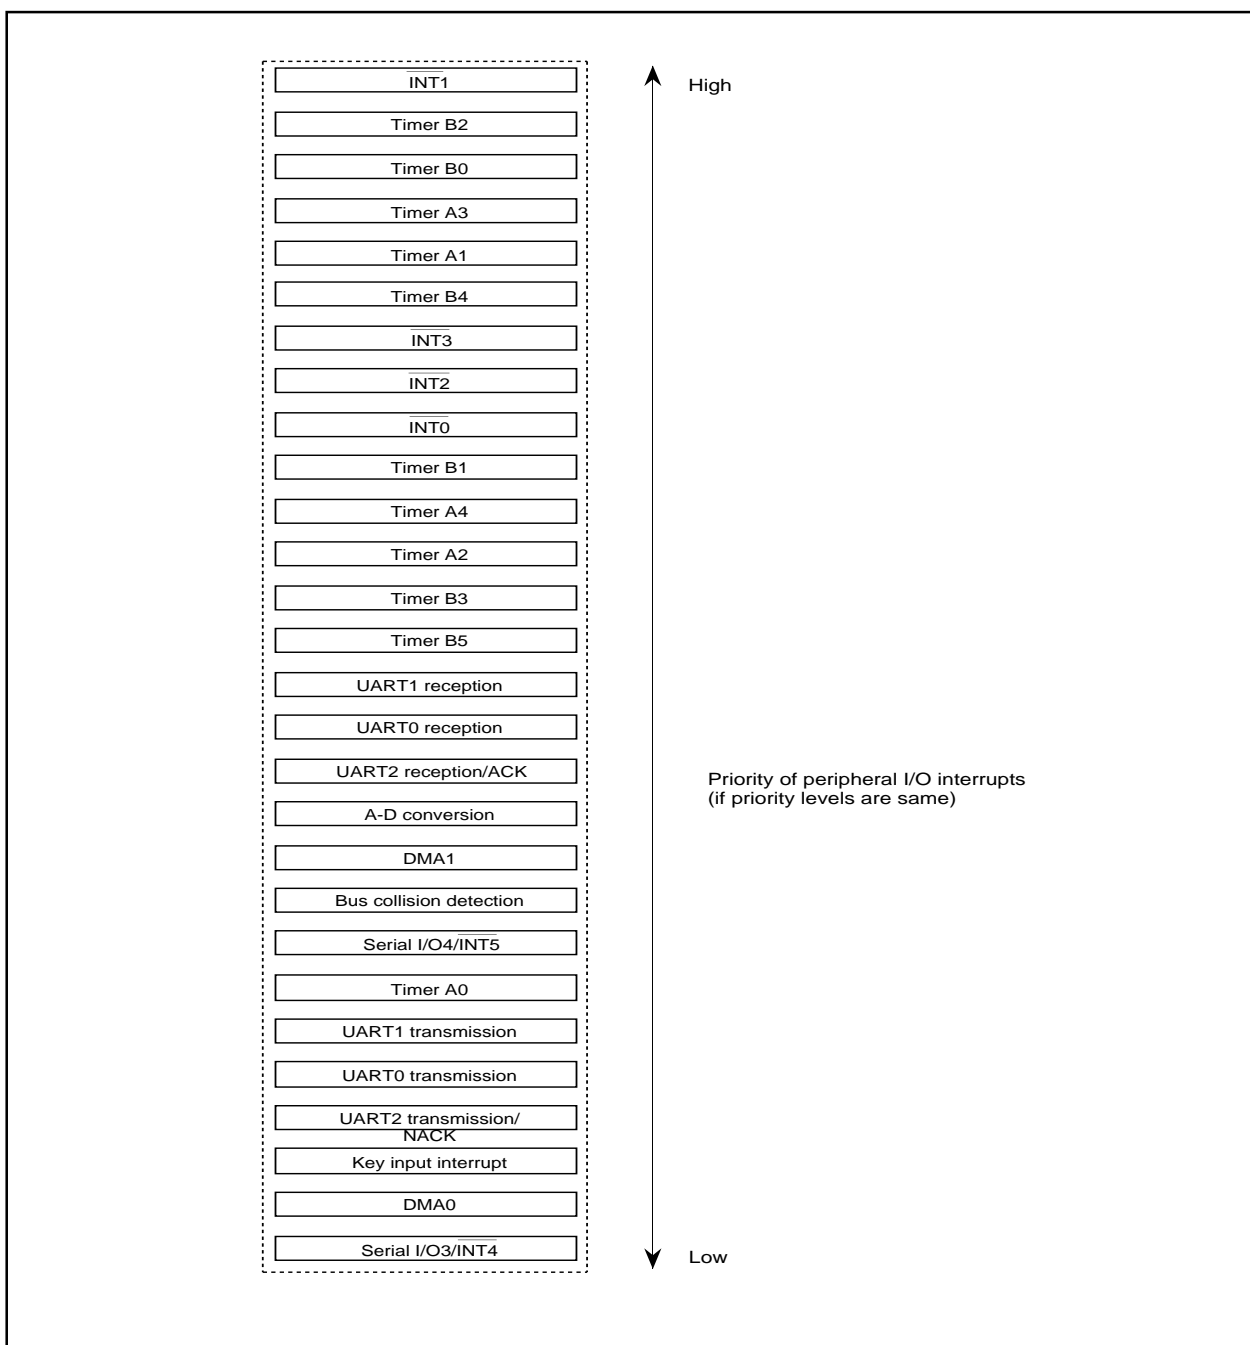 INT1
High
Timer B2
Timer B0
Timer A3
Timer A1
Timer B4
INT3
INT2
INT0
Timer B1
Timer A4
Timer A2
Timer B3
Timer B5
UART1 reception
UART0 reception
UART2 reception/ACK
Priority of peripheral I/O interrupts
(if priority levels are same)
A-D conversion
DMA1
Bus collision detection
Serial I/O4/INT5
Timer A0
UART1 transmission
UART0 transmission
UART2 transmission/
NACK
Key input interrupt
DMA0
Serial I/O3/INT4
Low